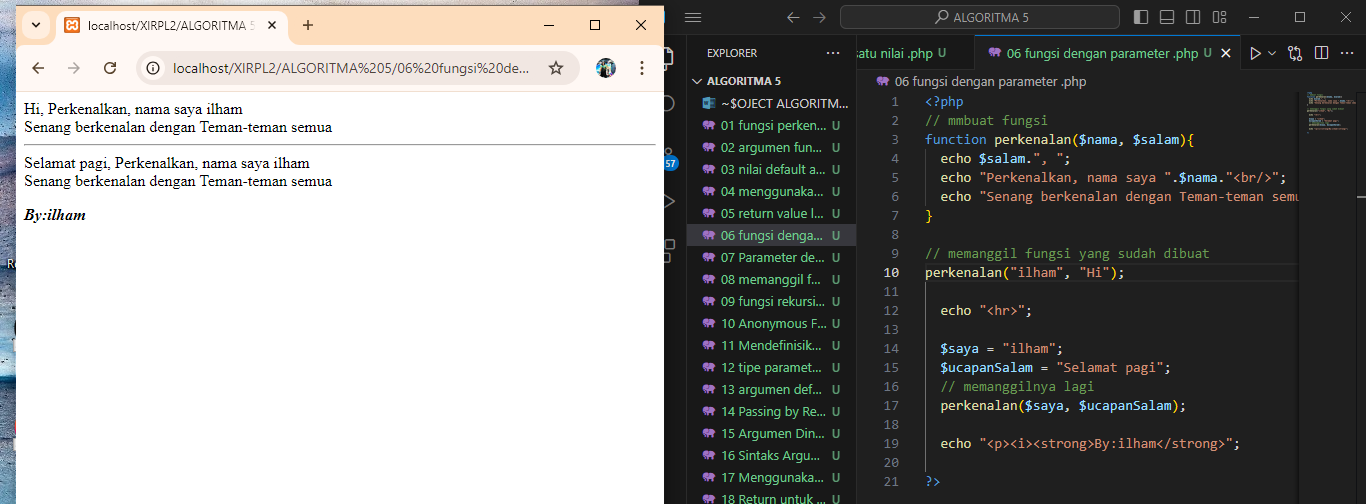 localhost/XIRPL2/ALGORITMA 5
localhost/XIRPL2/ALGORITMA%205/06%20fungsi%20de...
Hi, Perkenalkan, nama saya ilham
Senang berkenalan dengan Teman-teman semua
Selamat pagi, Perkenalkan, nama saya ilham
Senang berkenalan dengan Teman-teman semua
By:ilham
ALGORITMA 5
57
EXPLORER
ALGORITMA 5
~$OJECT ALGORITM...
01 fungsi perken... U
02 argumen fun... U
03 nilai default a... U
04 menggunaka... U
05 return value l... U
06 fungsi denga... U
07 Parameter de... U
08 memanggil f... U
09 fungsi rekursi... U
10 Anonymous F... U
11 Mendefinisik... U
12 tipe paramet... U
13 argumen def... U
14 Passing by Re... U
15 Argumen Din... U
16 Sintaks Argu... U
17 Menggunaka... U
18 Return untuk ... U
atu nilai .php U
06 fungsi dengan parameter .php U
06 fungsi dengan parameter .php
1 <?php
2 // mmbuat fungsi
3 function perkenalan($nama, $salam){
4 echo $salam.", ";
5 echo "Perkenalkan, nama saya ".$nama."<br/>";
6 echo "Senang berkenalan dengan Teman-teman semu
7 }
8
9 // memanggil fungsi yang sudah dibuat
10 perkenalan("ilham", "Hi");
11
12 echo "<hr>";
13
14 $saya = "ilham";
15 $ucapanSalam = "Selamat pagi";
16 // memanggilnya lagi
17 perkenalan($saya, $ucapanSalam);
18
19 echo "<p><i><strong>By:ilham</strong>";
20
21 ?>